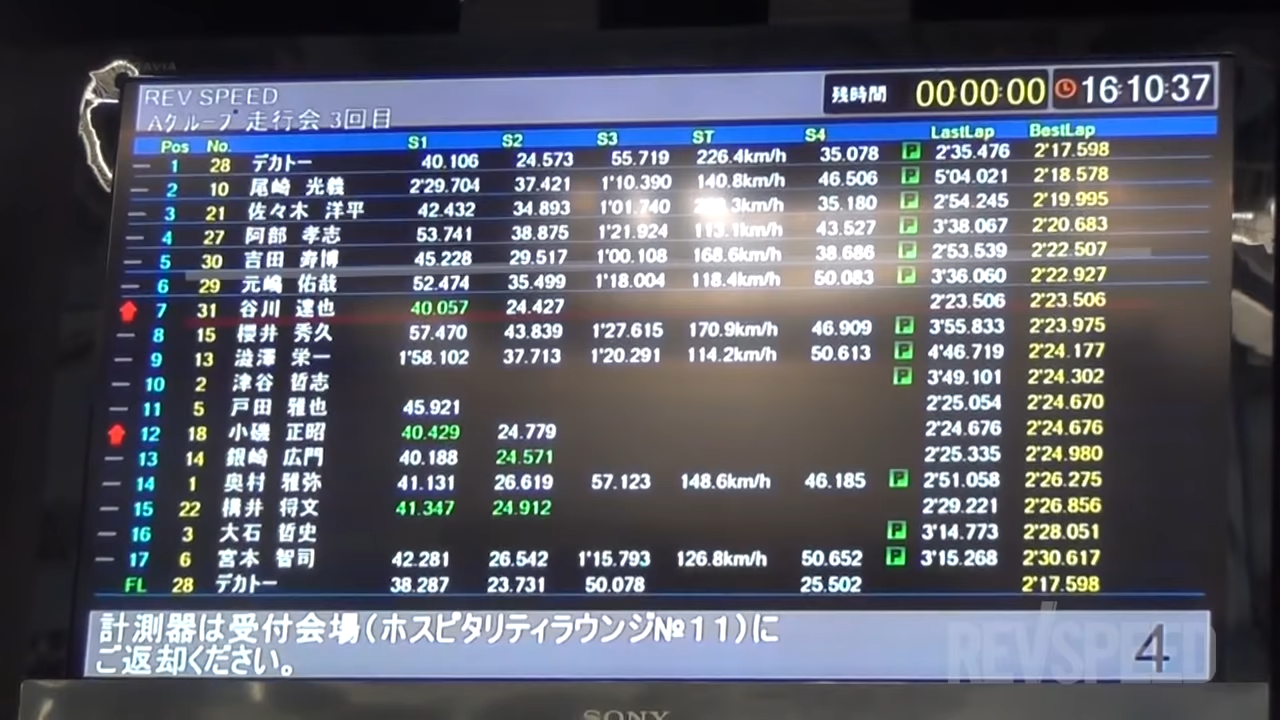 BRAVIA
REV SPEED 残時間 00:00:00 16:10:37
Aグループ 走行会 3回目
Pos No. S1 S2 S3 ST S4 LastLap BestLap
— 1 28 デカトー 40.106 24.573 55.719 226.4km/h 35.078 P 2'35.476 2'17.598
— 2 10 尾崎 光義 2'29.704 37.421 1'10.390 140.8km/h 46.506 P 5'04.021 2'18.578
— 3 21 佐々木 洋平 42.432 34.893 1'01.740 35.180 P 2'54.245 2'19.995
— 4 27 阿部 孝志 53.741 38.875 1'21.924 113.1km/h 43.527 P 3'38.067 2'20.683
— 5 30 吉田 寿博 45.228 29.517 1'00.108 168.6km/h 38.686 P 2'53.539 2'22.507
— 6 29 元嶋 佑哉 52.474 35.499 1'18.004 118.4km/h 50.083 P 3'36.060 2'22.927
7 31 谷川 達也 40.057 24.427 2'23.506 2'23.506
— 8 15 櫻井 秀久 57.470 43.839 1'27.615 170.9km/h 46.909 P 3'55.833 2'23.975
— 9 13 澁澤 栄一 1'58.102 37.713 1'20.291 114.2km/h 50.613 P 4'46.719 2'24.177
— 10 2 津谷 哲志 P 3'49.101 2'24.302
— 11 5 戸田 雅也 45.921 2'25.054 2'24.670
12 18 小磯 正昭 40.429 24.779 2'24.676 2'24.676
— 13 14 銀崎 広門 40.188 24.571 2'25.335 2'24.980
— 14 1 奥村 雅弥 41.131 26.619 57.123 148.6km/h 46.185 P 2'51.058 2'26.275
— 15 22 横井 将文 41.347 24.912 2'29.221 2'26.856
— 16 3 大石 哲史 P 3'14.773 2'28.051
— 17 6 宮本 智司 42.281 26.542 1'15.793 126.8km/h 50.652 P 3'15.268 2'30.617
FL 28 デカトー 38.287 23.731 50.078 25.502 2'17.598
計測器は受付会場(ホスピタリティラウンジ№11)に
ご返却ください。 4
REVSPEED
SONY